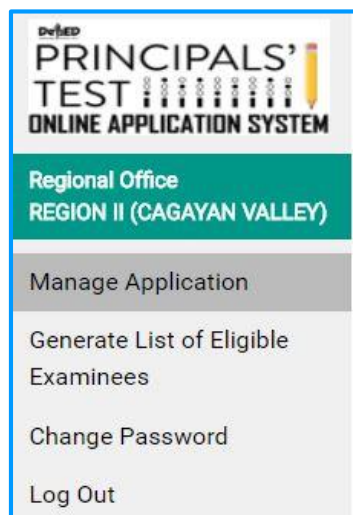 DepED
PRINCIPALS'
TEST
ONLINE APPLICATION SYSTEM
Regional Office
REGION II (CAGAYAN VALLEY)
Manage Application
Generate List of Eligible
Examinees
Change Password
Log Out